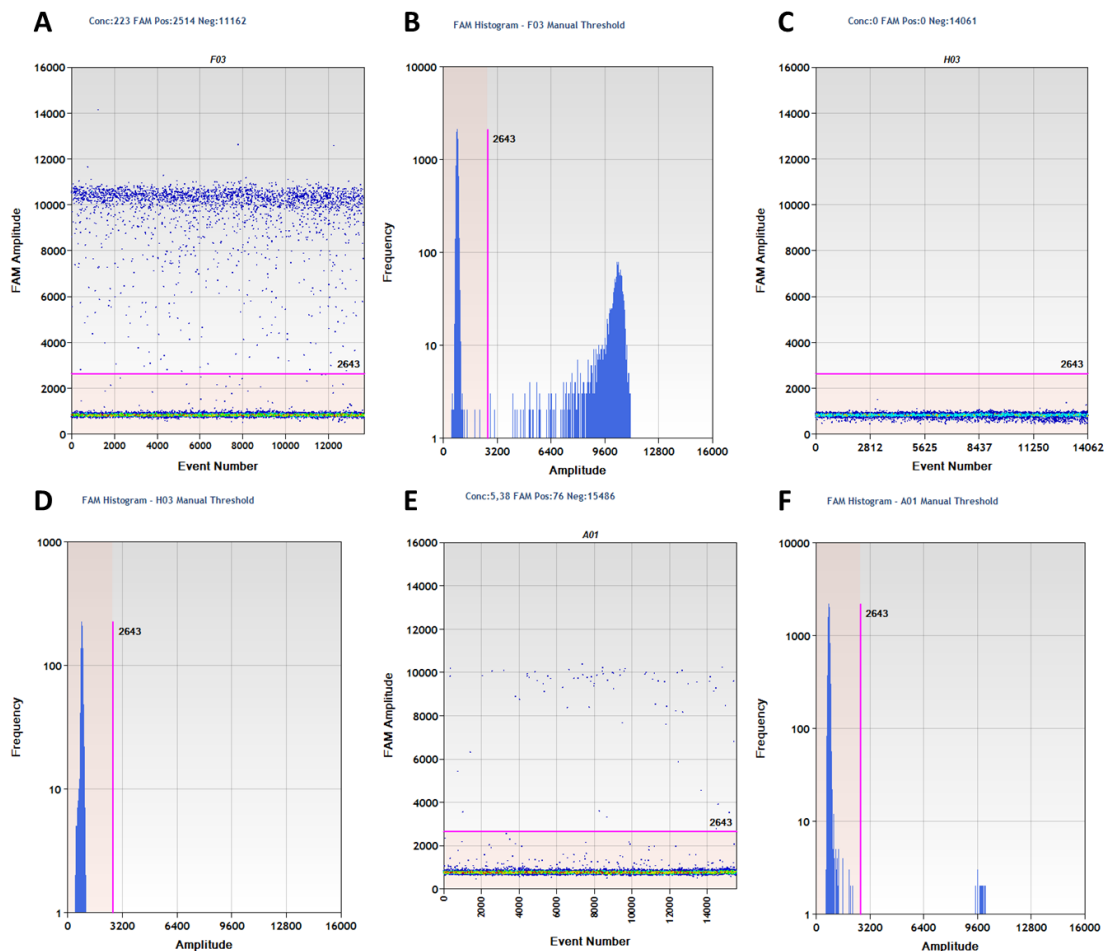 A
Conc:223 FAM Pos:2514 Neg:11162
F03
16000
14000
12000
10000
8000
6000
4000
2000
0
FAM Amplitude
2643
0 2000 4000 6000 8000 10000 12000
Event Number
B
FAM Histogram - F03 Manual Threshold
10000
1000
100
10
1
Frequency
2643
0 3200 6400 9600 12800 16000
Amplitude
C
Conc:0 FAM Pos:0 Neg:14061
H03
16000
14000
12000
10000
8000
6000
4000
2000
0
FAM Amplitude
2643
0 2812 5625 8437 11250 14062
Event Number
D
FAM Histogram - H03 Manual Threshold
1000
100
10
1
Frequency
2643
0 3200 6400 9600 12800 16000
Amplitude
E
Conc:5,38 FAM Pos:76 Neg:15486
A01
16000
14000
12000
10000
8000
6000
4000
2000
0
FAM Amplitude
2643
0 2000 4000 6000 8000 10000 12000 14000
Event Number
F
FAM Histogram - A01 Manual Threshold
10000
1000
100
10
1
Frequency
2643
0 3200 6400 9600 12800 16000
Amplitude